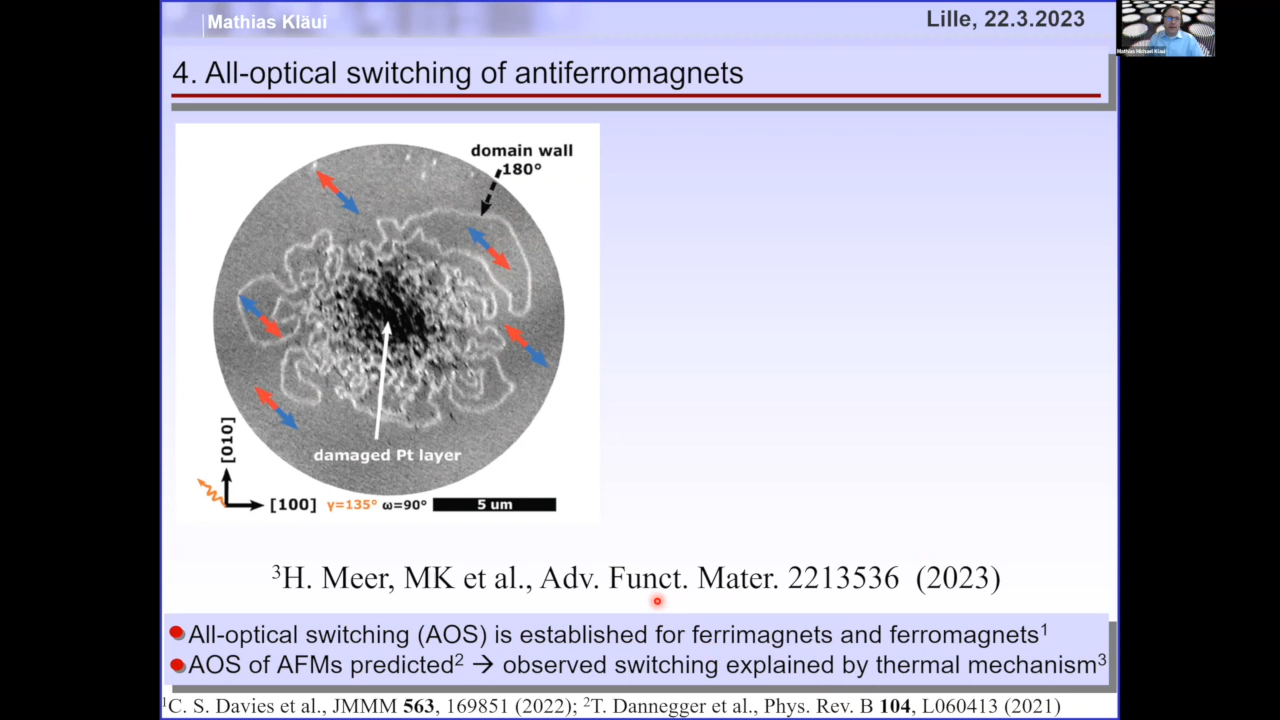 Mathias Kläui
Lille, 22.3.2023
Mathias Michael Kläui
4. All-optical switching of antiferromagnets
domain wall
180°
damaged Pt layer
[010]
[100] γ=135° ω=90° 5 um
³H. Meer, MK et al., Adv. Funct. Mater. 2213536 (2023)
All-optical switching (AOS) is established for ferrimagnets and ferromagnets¹
AOS of AFMs predicted² → observed switching explained by thermal mechanism³
¹C. S. Davies et al., JMMM 563, 169851 (2022); ²T. Dannegger et al., Phys. Rev. B 104, L060413 (2021)